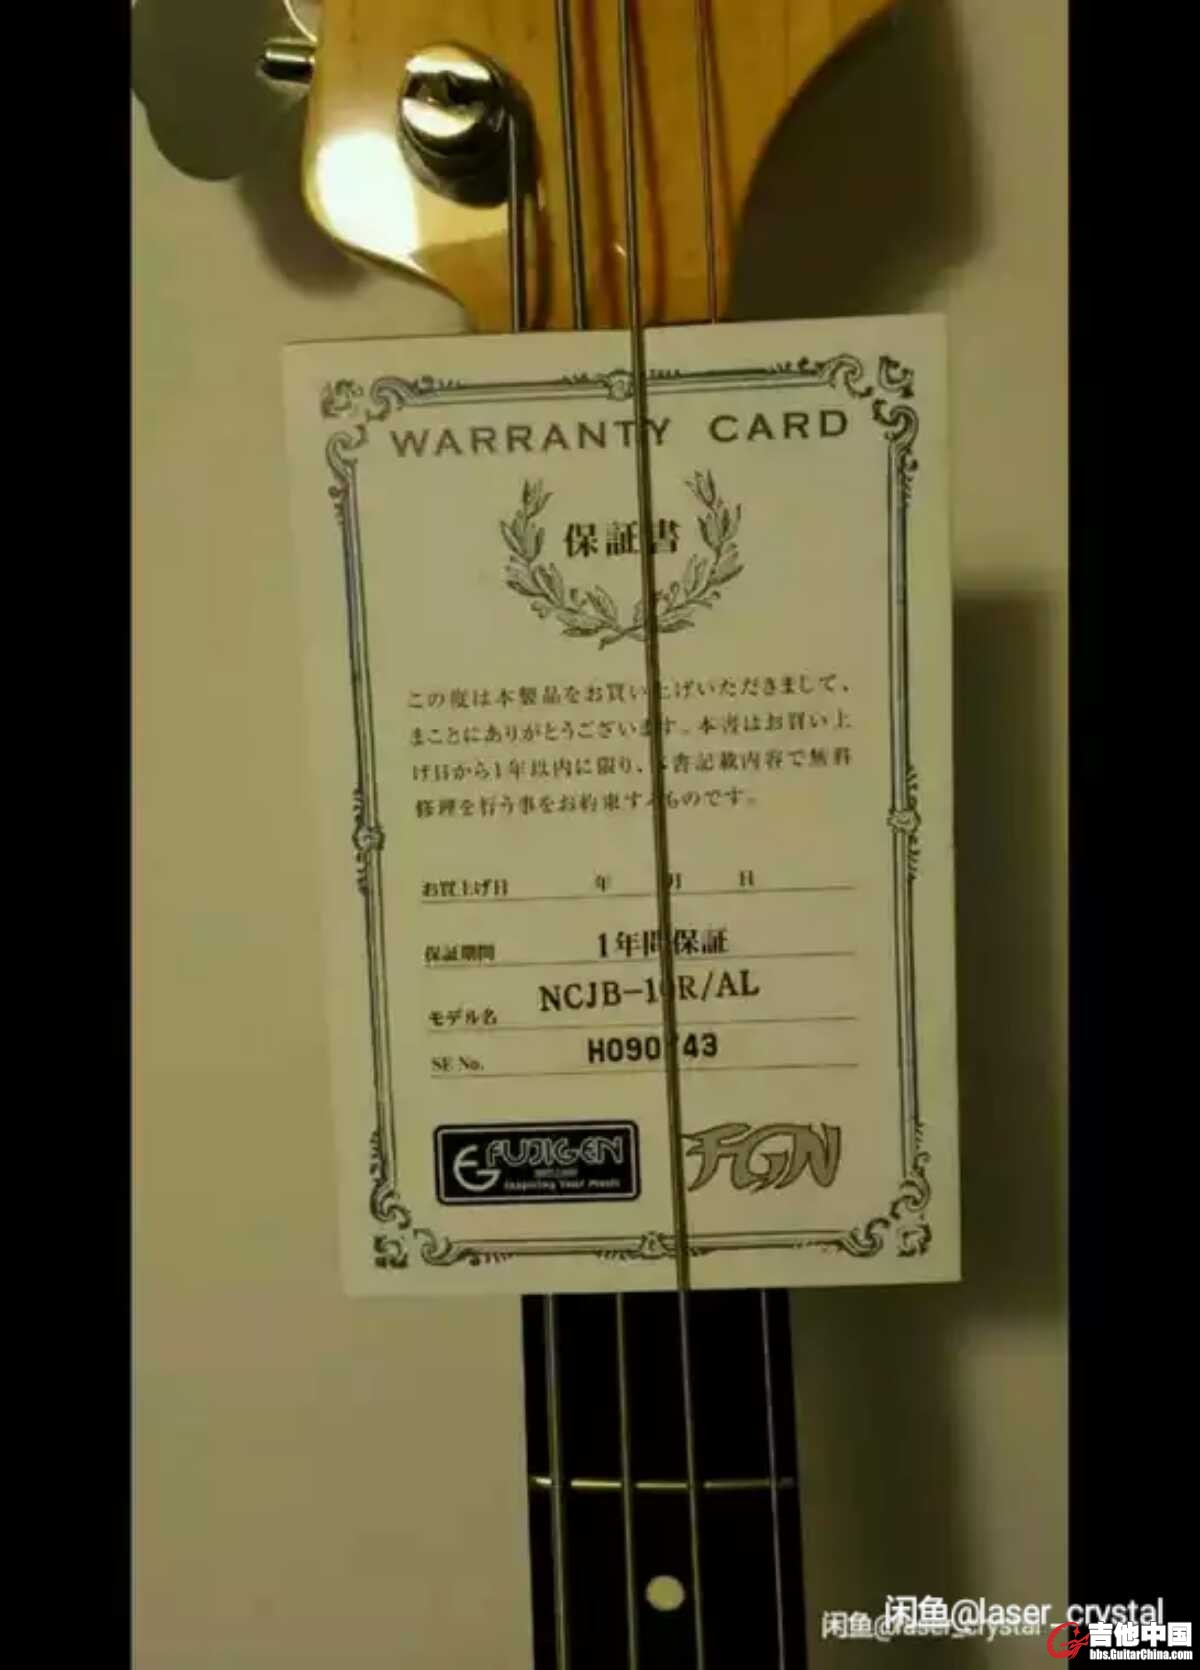 WARRANTY CARD
保証書
この度は本製品をお買い上げいただきまして、
まことにありがとうございます。本書はお買い上
げ日から1年以内に限り、本書記載内容で無料
修理を行う事をお約束するものです。
お買上げ日 年 月 日
保証期間 1年間保証
モデル名 NCJB-10R/AL
SE No.
FUJIGEN
Inspiring Your Music
FGN
闲鱼@laser_crystal
闲鱼@laser_crystal
吉他中国
bbs.GuitarChina.com